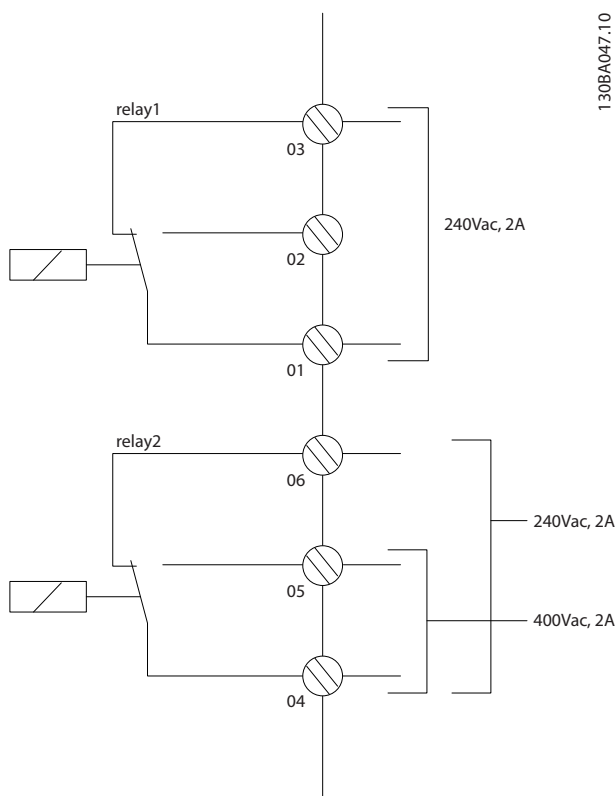 130BA047.10
relay1
03
240Vac, 2A
02
01
relay2
06
240Vac, 2A
05
400Vac, 2A
04